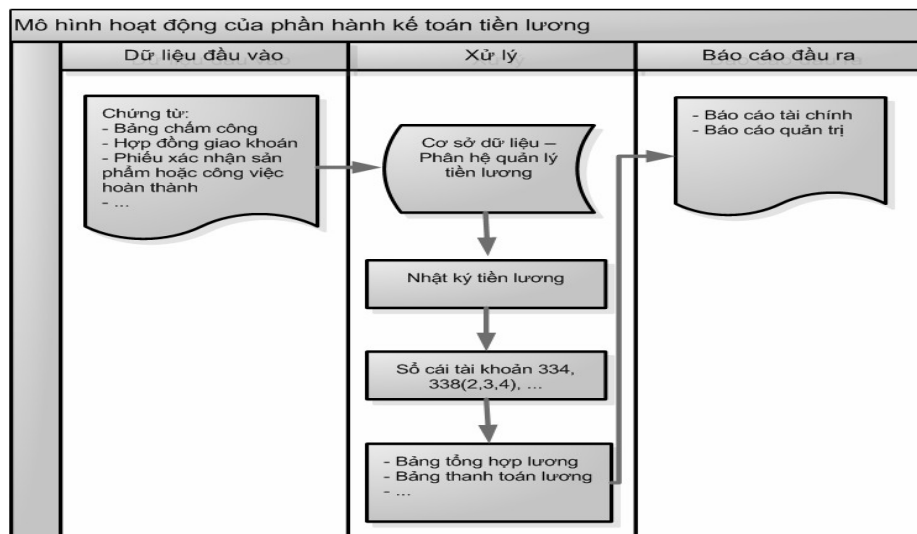 Mô hình hoạt động của phần hành kế toán tiền lương
Dữ liệu đầu vào
Xử lý
Báo cáo đầu ra
Chứng từ:
- Bảng chấm công
- Hợp đồng giao khoán
- Phiếu xác nhận sản
phẩm hoặc công việc
hoàn thành
- ...
Cơ sở dữ liệu –
Phân hệ quản lý
tiền lương
Nhật ký tiền lương
Sổ cái tài khoản 334,
338(2,3,4), ...
- Bảng tổng hợp lương
- Bảng thanh toán lương
- ...
- Báo cáo tài chính
- Báo cáo quản trị